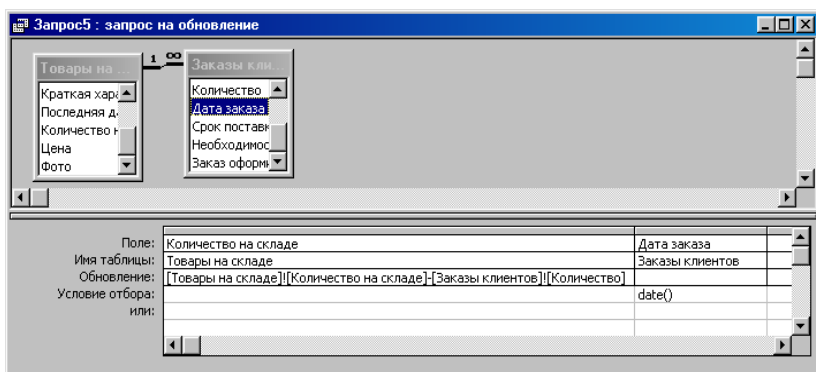 Запрос5 : запрос на обновление
Товары на ...
1 ∞
Заказы кли...
Краткая хара
Последняя д
Количество н
Цена
Фото
Количество
Дата заказа
Срок поставк
Необходимос
Заказ оформ
Поле: Количество на складе Дата заказа
Имя таблицы: Товары на складе Заказы клиентов
Обновление: [Товары на складе]![Количество на складе]-[Заказы клиентов]![Количество]
Условие отбора: date()
или: